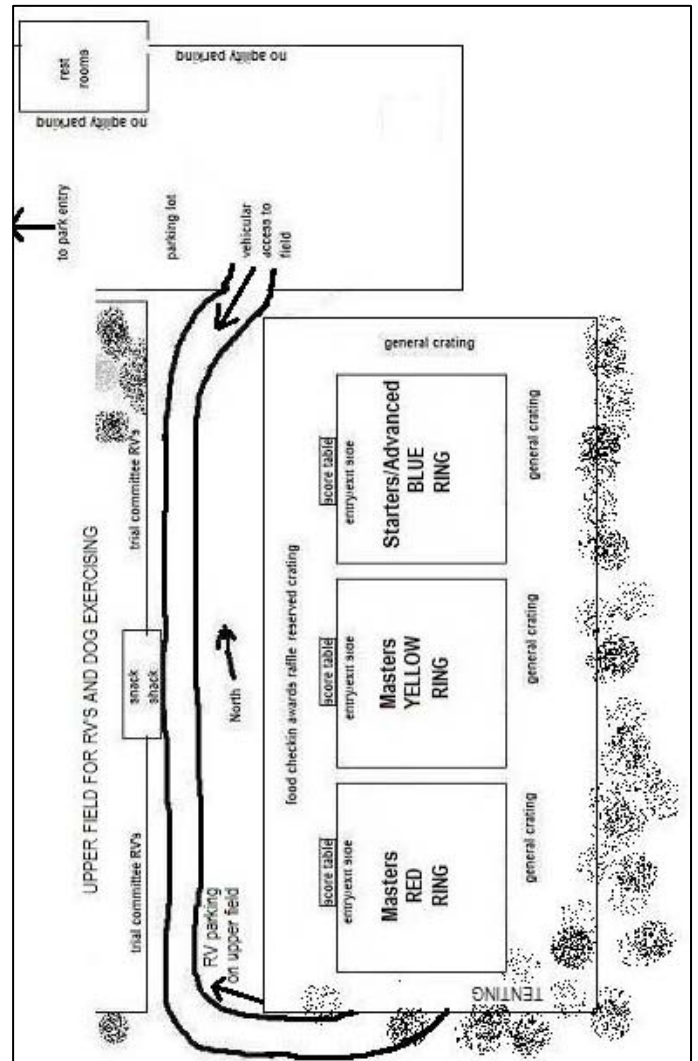 rest
rooms
no agility parking
no agility parking
to park entry
parking lot
vehicular
access to
field
general crating
UPPER FIELD FOR RV'S AND DOG EXERCISING
trial committee RV's
snack
shack
trial committee RV's
North
food checkin awards raffle reserved crating
score table
entry/exit side
Starters/Advanced
BLUE
RING
general crating
score table
entry/exit side
Masters
YELLOW
RING
general crating
score table
entry/exit side
Masters
RED
RING
general crating
RV parking
on upper field
TENTING